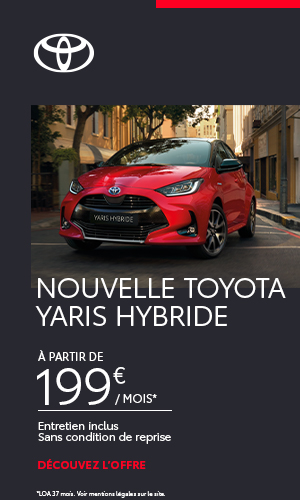 YARIS HYBRIDE
NOUVELLE TOYOTA
YARIS HYBRIDE
À PARTIR DE
199€
/ MOIS*
Entretien inclus
Sans condition de reprise
DÉCOUVEZ L'OFFRE
*LOA 37 mois. Voir mentions légales sur le site.